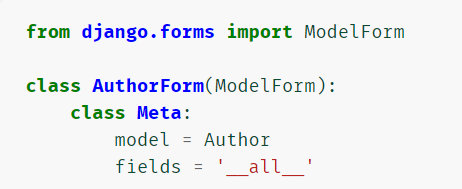 from django.forms import ModelForm
class AuthorForm(ModelForm):
class Meta:
model = Author
fields = '__all__'